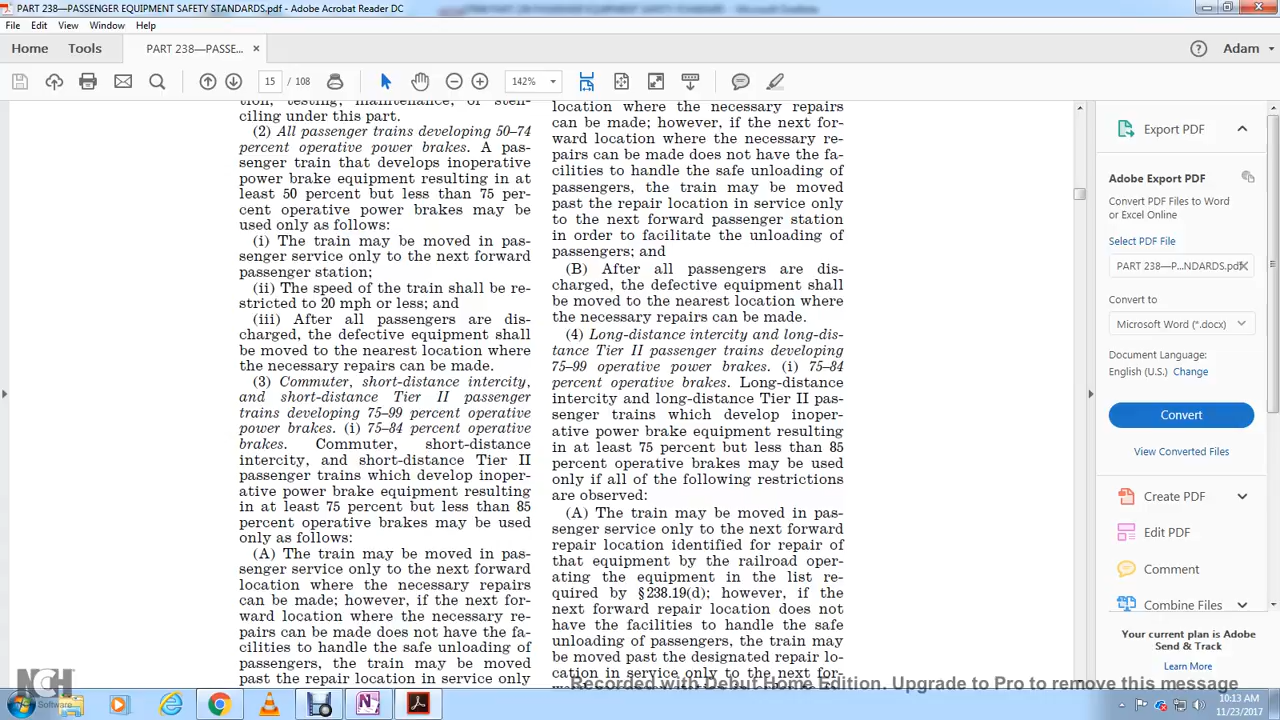 PART 238—PASSENGER EQUIPMENT SAFETY STANDARDS.pdf - Adobe Acrobat Reader DC
File Edit View Window Help
Home Tools PART 238—PASSE... × Adam
15 / 108 142%
tion, testing, maintenance, or sten-
ciling under this part.
(2) All passenger trains developing 50–74
percent operative power brakes. A pas-
senger train that develops inoperative
power brake equipment resulting in at
least 50 percent but less than 75 per-
cent operative power brakes may be
used only as follows:
(i) The train may be moved in pas-
senger service only to the next forward
passenger station;
(ii) The speed of the train shall be re-
stricted to 20 mph or less; and
(iii) After all passengers are dis-
charged, the defective equipment shall
be moved to the nearest location where
the necessary repairs can be made.
(3) Commuter, short-distance intercity,
and short-distance Tier II passenger
trains developing 75–99 percent operative
power brakes. (i) 75–84 percent operative
brakes. Commuter, short-distance
intercity, and short-distance Tier II
passenger trains which develop inoper-
ative power brake equipment resulting
in at least 75 percent but less than 85
percent operative brakes may be used
only as follows:
(A) The train may be moved in pas-
senger service only to the next forward
location where the necessary repairs
can be made; however, if the next for-
ward location where the necessary re-
pairs can be made does not have the fa-
cilities to handle the safe unloading of
passengers, the train may be moved
past the repair location in service only
location where the necessary repairs
can be made; however, if the next for-
ward location where the necessary re-
pairs can be made does not have the fa-
cilities to handle the safe unloading of
passengers, the train may be moved
past the repair location in service only
to the next forward passenger station
in order to facilitate the unloading of
passengers; and
(B) After all passengers are dis-
charged, the defective equipment shall
be moved to the nearest location where
the necessary repairs can be made.
(4) Long-distance intercity and long-dis-
tance Tier II passenger trains developing
75–99 operative power brakes. (i) 75–84
percent operative brakes. Long-distance
intercity and long-distance Tier II pas-
senger trains which develop inoper-
ative power brake equipment resulting
in at least 75 percent but less than 85
percent operative brakes may be used
only if all of the following restrictions
are observed:
(A) The train may be moved in pas-
senger service only to the next forward
repair location identified for repair of
that equipment by the railroad oper-
ating the equipment in the list re-
quired by §238.19(d); however, if the
next forward repair location does not
have the facilities to handle the safe
unloading of passengers, the train may
be moved past the designated repair lo-
cation in service only to the next for-
Export PDF
Adobe Export PDF
Convert PDF Files to Word
or Excel Online
Select PDF File
PART 238—P...NDARDS.pdf
Convert to
Microsoft Word (*.docx)
Document Language:
English (U.S.) Change
Convert
View Converted Files
Create PDF
Edit PDF
Comment
Combine Files
Your current plan is Adobe
Send & Track
Learn More
NCH
Software
Recorded with Debut Home Edition. Upgrade to Pro to remove this message
10:13 AM
11/23/2017